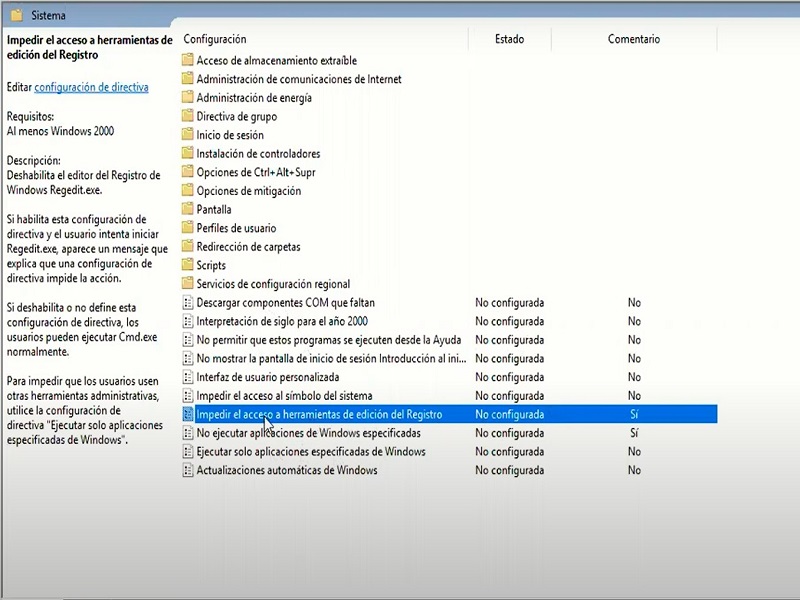 Sistema
Impedir el acceso a herramientas de
edición del Registro
Editar configuración de directiva
Requisitos:
Al menos Windows 2000
Descripción:
Deshabilita el editor del Registro de
Windows Regedit.exe.
Si habilita esta configuración de
directiva y el usuario intenta iniciar
Regedit.exe, aparece un mensaje que
explica que una configuración de
directiva impide la acción.
Si deshabilita o no define esta
configuración de directiva, los
usuarios pueden ejecutar Cmd.exe
normalmente.
Para impedir que los usuarios usen
otras herramientas administrativas,
utilice la configuración de
directiva "Ejecutar solo aplicaciones
especificadas de Windows".
Configuración Estado Comentario
Acceso de almacenamiento extraíble
Administración de comunicaciones de Internet
Administración de energía
Directiva de grupo
Inicio de sesión
Instalación de controladores
Opciones de Ctrl+Alt+Supr
Opciones de mitigación
Pantalla
Perfiles de usuario
Redirección de carpetas
Scripts
Servicios de configuración regional
Descargar componentes COM que faltan No configurada No
Interpretación de siglo para el año 2000 No configurada No
No permitir que estos programas se ejecuten desde la Ayuda No configurada No
No mostrar la pantalla de inicio de sesión Introducción al ini... No configurada No
Interfaz de usuario personalizada No configurada No
Impedir el acceso al símbolo del sistema No configurada No
Impedir el acceso a herramientas de edición del Registro No configurada Sí
No ejecutar aplicaciones de Windows especificadas No configurada Sí
Ejecutar solo aplicaciones especificadas de Windows No configurada No
Actualizaciones automáticas de Windows No configurada No